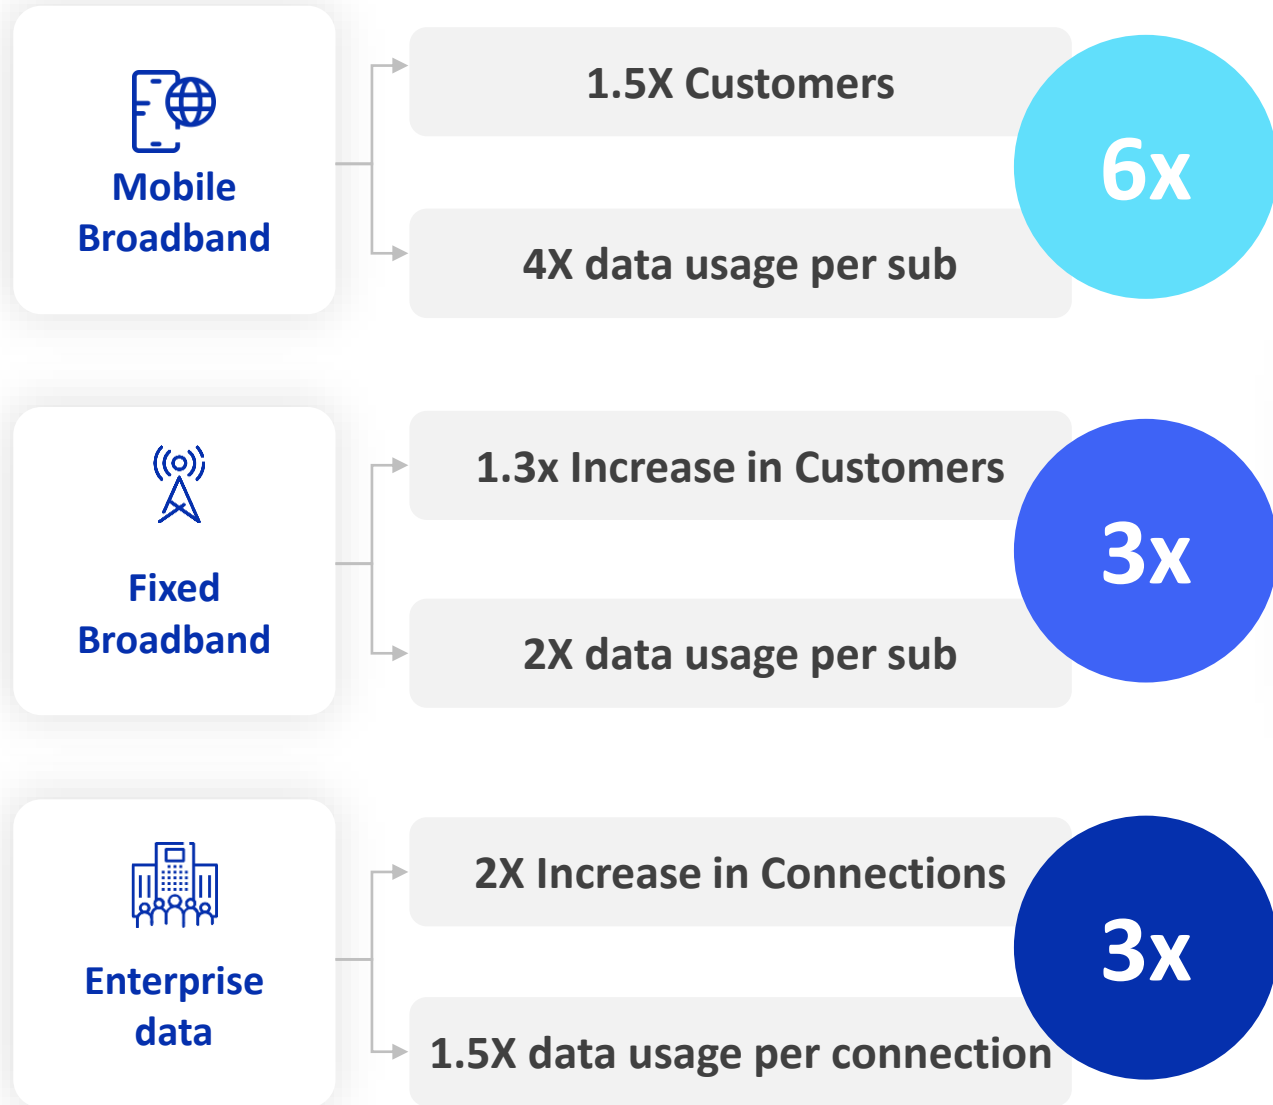 Mobile
Broadband
1.5X Customers
4X data usage per sub
6x
Fixed
Broadband
1.3x Increase in Customers
2X data usage per sub
3x
Enterprise
data
2X Increase in Connections
1.5X data usage per connection
3x